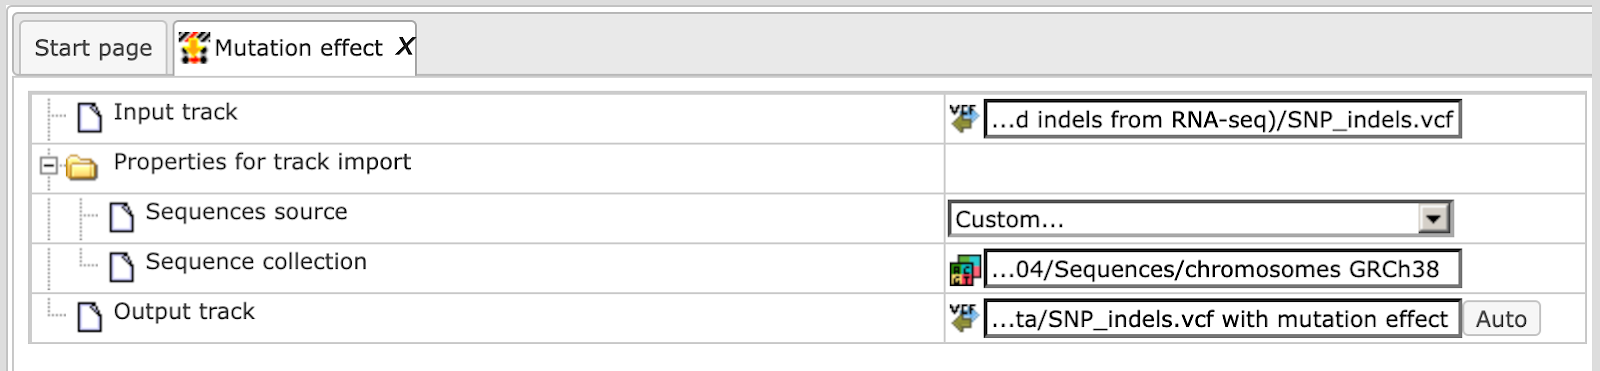 Start page
Mutation effect X
Input track
VCF
...d indels from RNA-seq)/SNP_indels.vcf
Properties for track import
Sequences source
Custom...
Sequence collection
...04/Sequences/chromosomes GRCh38
Output track
VCF
...ta/SNP_indels.vcf with mutation effect
Auto